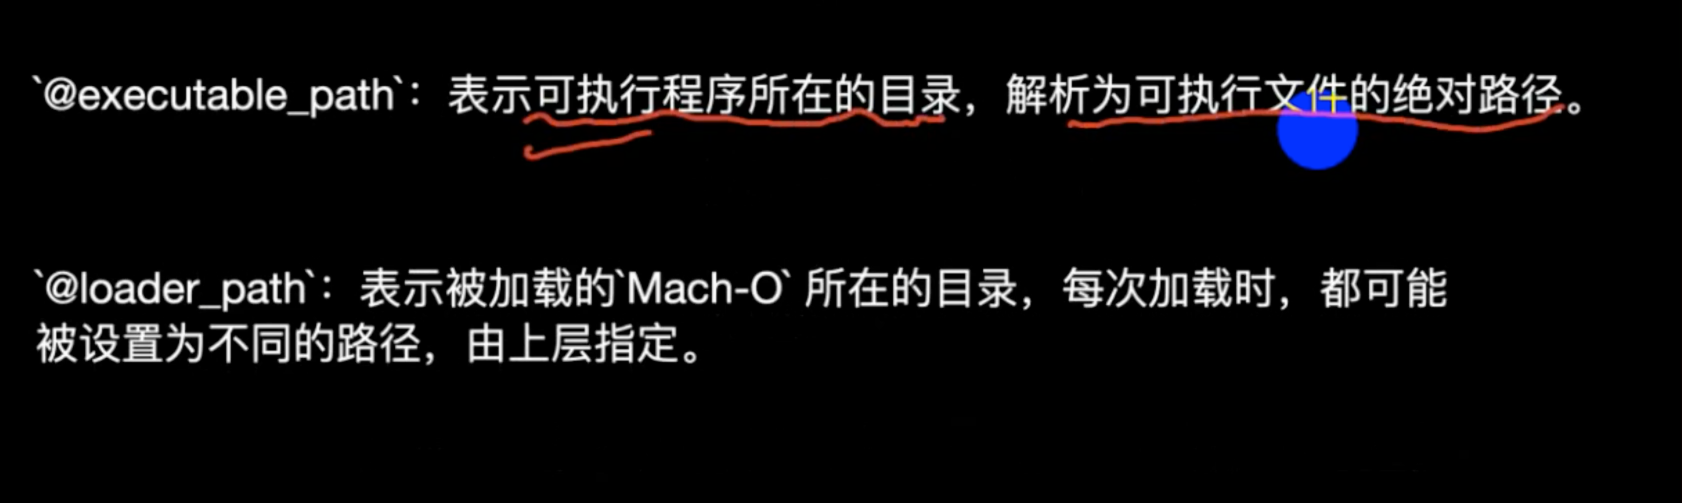 `@executable_path`：表示可执行程序所在的目录，解析为可执行文件的绝对路径。
`@loader_path`：表示被加载的`Mach-O` 所在的目录，每次加载时，都可能
被设置为不同的路径，由上层指定。